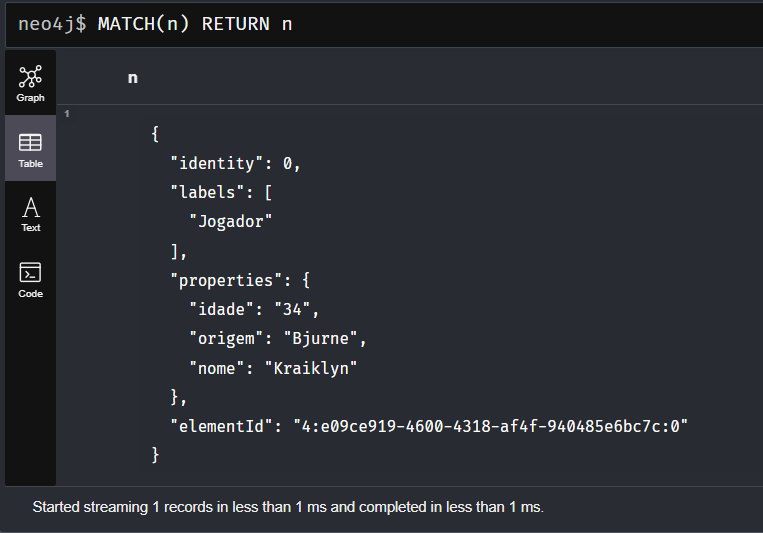 neo4j$ MATCH(n) RETURN n
Graph
Table
Text
Code
n
1
{
"identity": 0,
"labels": [
"Jogador"
],
"properties": {
"idade": "34",
"origem": "Bjurne",
"nome": "Kraiklyn"
},
"elementId": "4:e09ce919-4600-4318-af4f-940485e6bc7c:0"
}
Started streaming 1 records in less than 1 ms and completed in less than 1 ms.